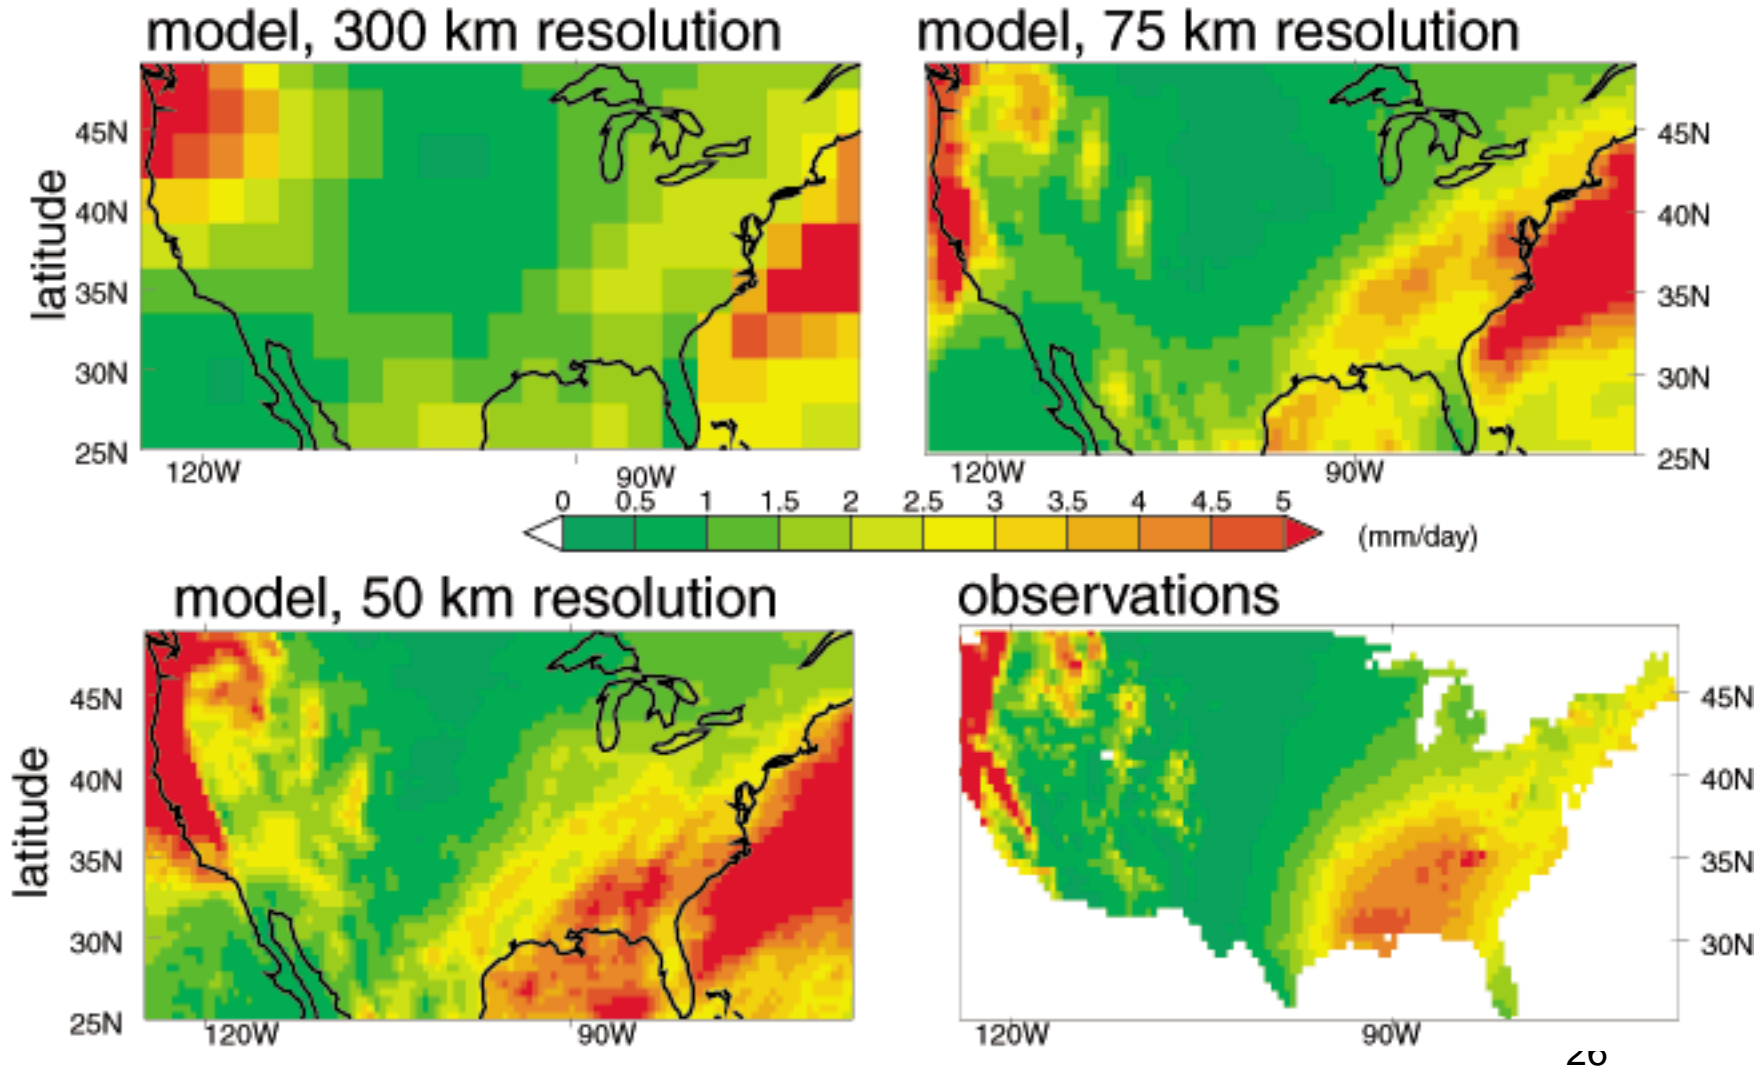 model, 300 km resolution
model, 75 km resolution
latitude
45N
40N
35N
30N
25N
120W
90W
45N
40N
35N
30N
25N
120W
90W
0 0.5 1 1.5 2 2.5 3 3.5 4 4.5 5
(mm/day)
model, 50 km resolution
observations
latitude
45N
40N
35N
30N
25N
120W
90W
45N
40N
35N
30N
120W
90W
26